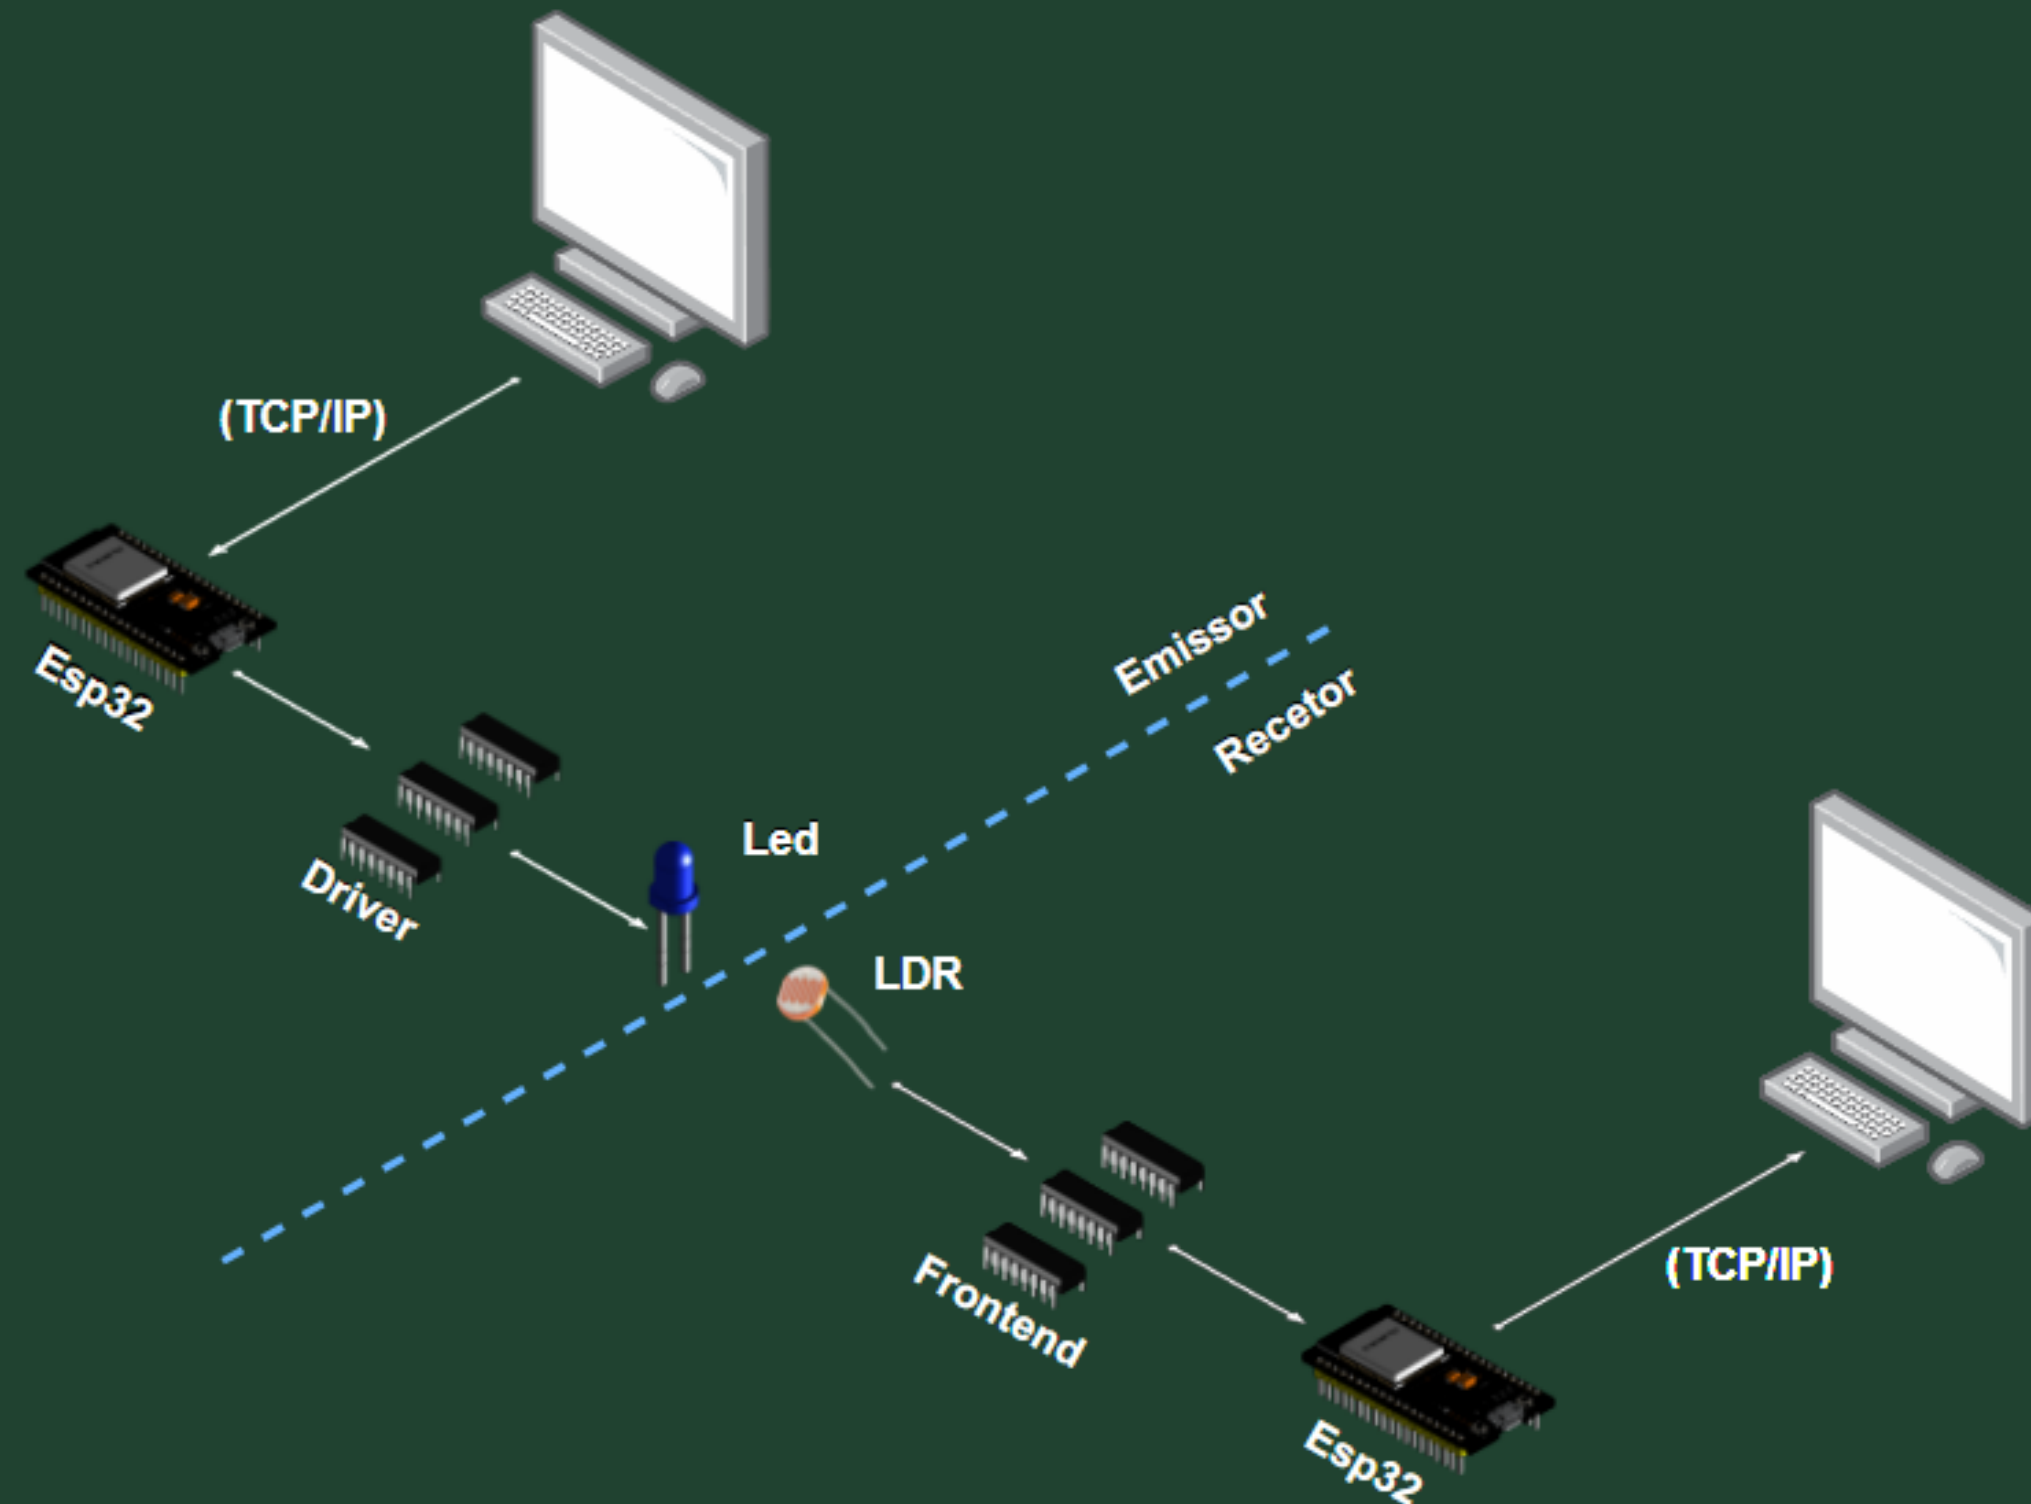 (TCP/IP)
Esp32
Emissor
Recetor
Driver
Led
LDR
Frontend
(TCP/IP)
Esp32